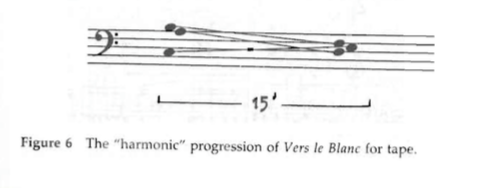 15'
Figure 6 The "harmonic" progression of Vers le Blanc for tape.